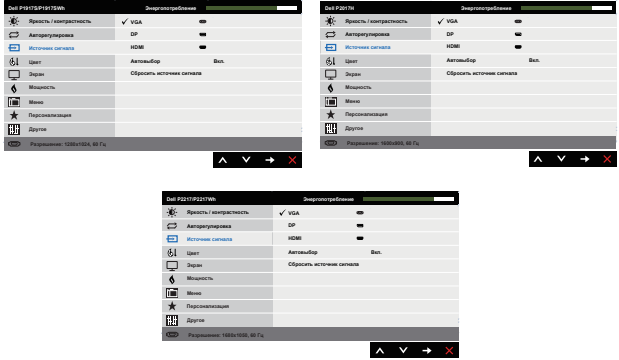 Dell P1917S/P1917SWh Энергопотребление
Яркость / контрастность VGA
Авторегулировка DP
Источник сигнала HDMI
Цвет Автовыбор Вкл.
Экран Сбросить источник сигнала
Мощность
Меню
Персонализация
Другое
Разрешение: 1280x1024, 60 Гц
Dell P2017H Энергопотребление
Яркость / контрастность VGA
Авторегулировка DP
Источник сигнала HDMI
Цвет Автовыбор Вкл.
Экран Сбросить источник сигнала
Мощность
Меню
Персонализация
Другое
Разрешение: 1600x900, 60 Гц
Dell P2217/P2217Wh Энергопотребление
Яркость / контрастность VGA
Авторегулировка DP
Источник сигнала HDMI
Цвет Автовыбор Вкл.
Экран Сбросить источник сигнала
Мощность
Меню
Персонализация
Другое
Разрешение: 1680x1050, 60 Гц